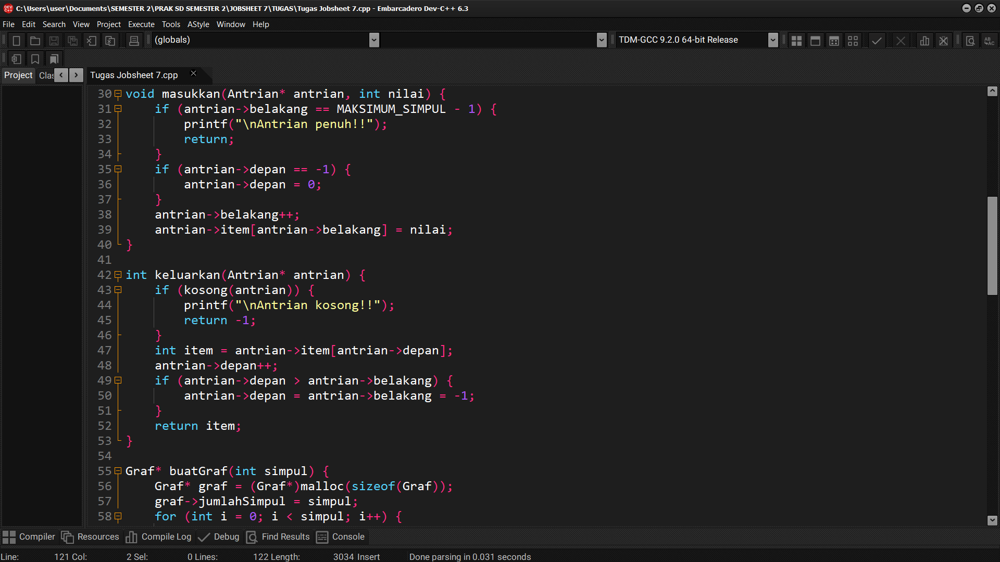 C:\Users\user\Documents\SEMESTER 2\PRAK SD SEMESTER 2\JOBSHEET 7\TUGAS\Tugas Jobsheet 7.cpp - Embarcadero Dev-C++ 6.3
File Edit Search View Project Execute Tools AStyle Window Help
(globals) TDM-GCC 9.2.0 64-bit Release
Project Clas Tugas Jobsheet 7.cpp
30 void masukkan(Antrian* antrian, int nilai) {
31     if (antrian->belakang == MAKSIMUM_SIMPUL - 1) {
32         printf("\nAntrian penuh!!");
33         return;
34     }
35     if (antrian->depan == -1) {
36         antrian->depan = 0;
37     }
38     antrian->belakang++;
39     antrian->item[antrian->belakang] = nilai;
40 }
41
42 int keluarkan(Antrian* antrian) {
43     if (kosong(antrian)) {
44         printf("\nAntrian kosong!!");
45         return -1;
46     }
47     int item = antrian->item[antrian->depan];
48     antrian->depan++;
49     if (antrian->depan > antrian->belakang) {
50         antrian->depan = antrian->belakang = -1;
51     }
52     return item;
53 }
54
55 Graf* buatGraf(int simpul) {
56     Graf* graf = (Graf*)malloc(sizeof(Graf));
57     graf->jumlahSimpul = simpul;
58     for (int i = 0; i < simpul; i++) {
Compiler Resources Compile Log Debug Find Results Console
Line: 121 Col: 2 Sel: 0 Lines: 122 Length: 3034 Insert Done parsing in 0.031 seconds